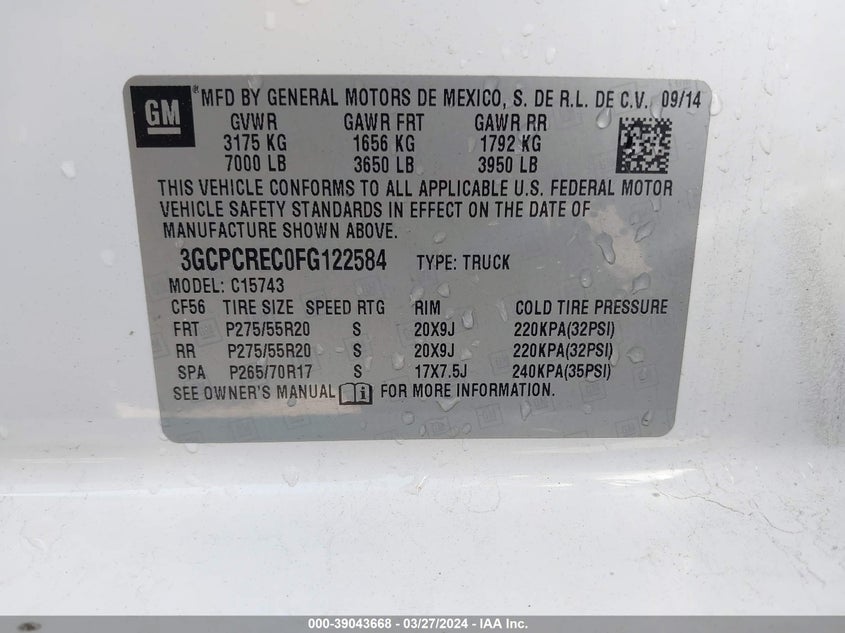 GM ® MFD BY GENERAL MOTORS DE MEXICO, S. DE R.L. DE C.V. 09/14
GVWR GAWR FRT GAWR RR
3175 KG 1656 KG 1792 KG
7000 LB 3650 LB 3950 LB
THIS VEHICLE CONFORMS TO ALL APPLICABLE U.S. FEDERAL MOTOR
VEHICLE SAFETY STANDARDS IN EFFECT ON THE DATE OF
MANUFACTURE SHOWN ABOVE.
3GCPCREC0FG122584 TYPE: TRUCK
MODEL: C15743
CF56 TIRE SIZE SPEED RTG RIM COLD TIRE PRESSURE
FRT P275/55R20 S 20X9J 220KPA(32PSI)
RR P275/55R20 S 20X9J 220KPA(32PSI)
SPA P265/70R17 S 17X7.5J 240KPA(35PSI)
SEE OWNER'S MANUAL i FOR MORE INFORMATION.
000-39043668 - 03/27/2024 - IAA Inc.